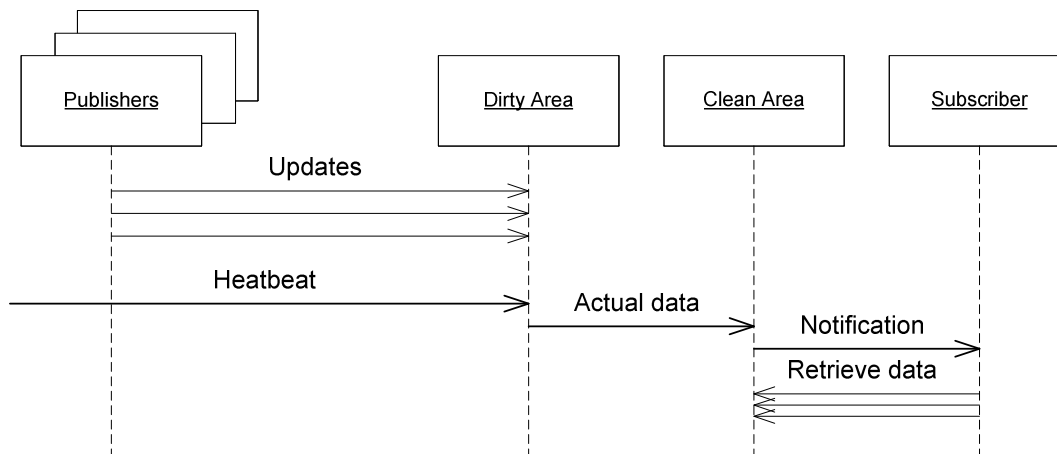 Publishers
Dirty Area
Clean Area
Subscriber
Updates
Heatbeat
Actual data
Notification
Retrieve data